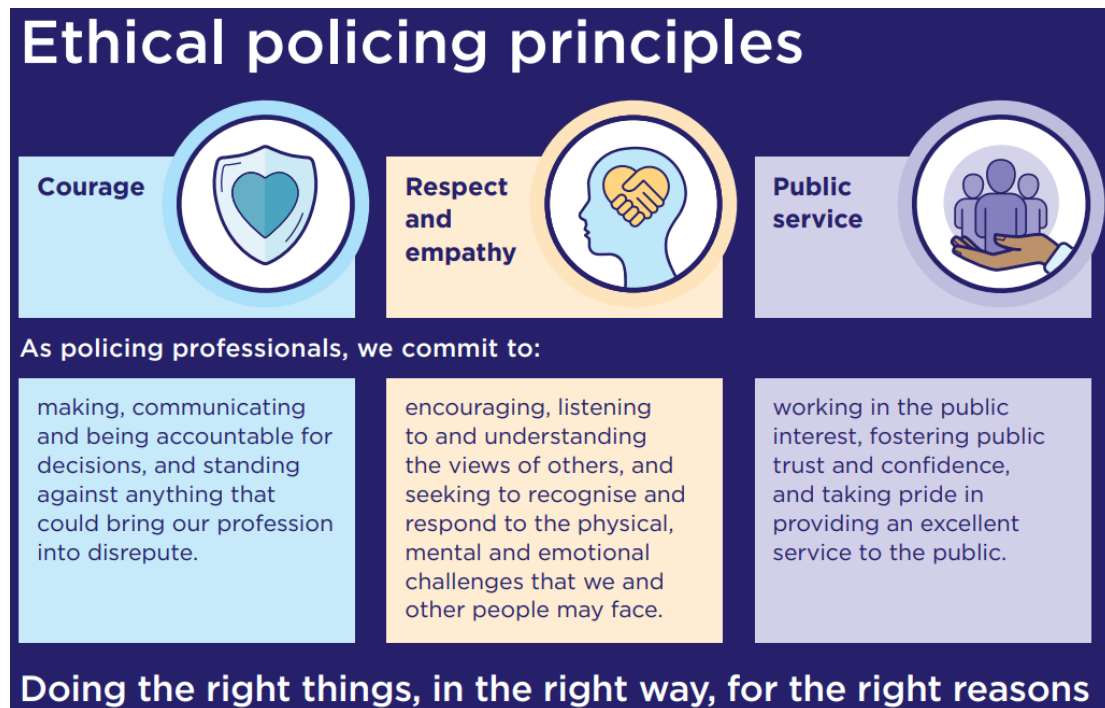 Ethical policing principles
Courage
Respect
and
empathy
Public
service
As policing professionals, we commit to:
making, communicating
and being accountable for
decisions, and standing
against anything that
could bring our profession
into disrepute.
encouraging, listening
to and understanding
the views of others, and
seeking to recognise and
respond to the physical,
mental and emotional
challenges that we and
other people may face.
working in the public
interest, fostering public
trust and confidence,
and taking pride in
providing an excellent
service to the public.
Doing the right things, in the right way, for the right reasons